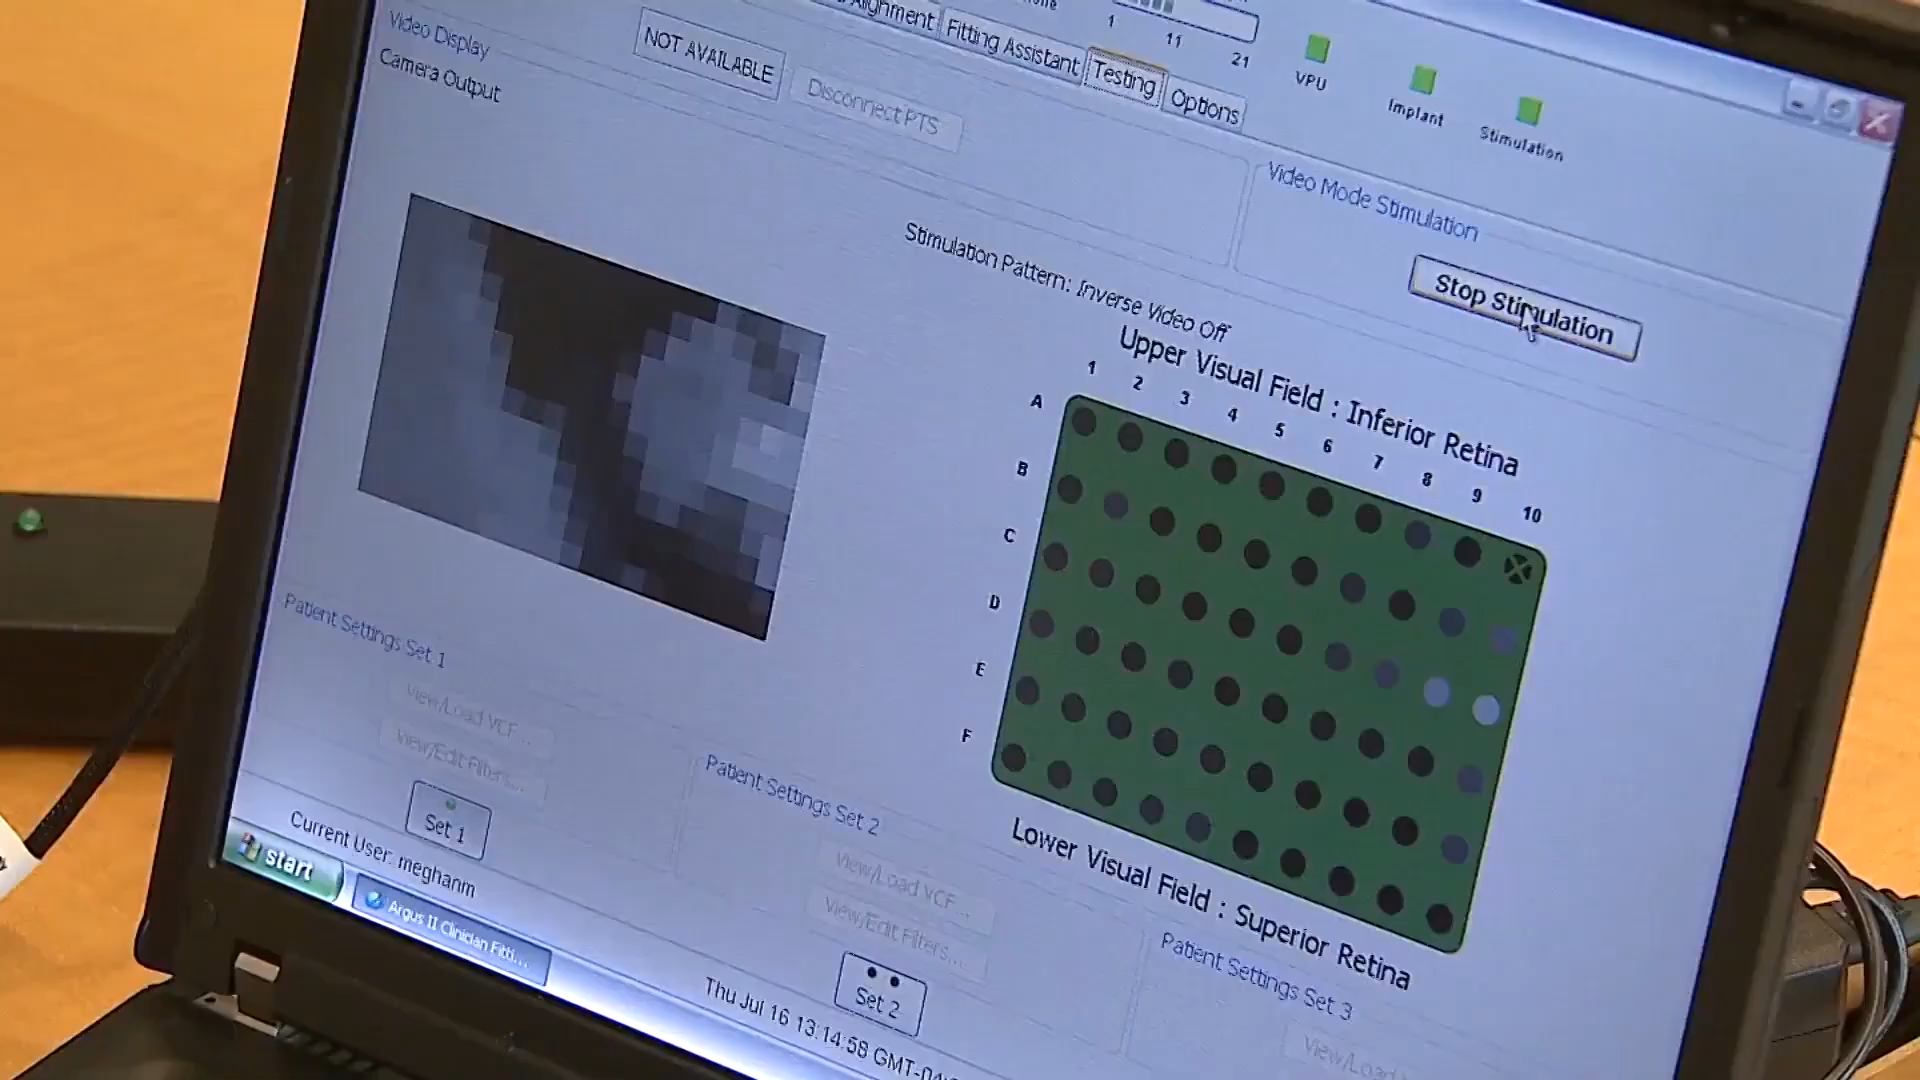 Video Display
Camera Output
NOT AVAILABLE
Disconnect PTS
Alignment
Fitting Assistant
Testing
Options
1
11
21
VPU
Implant
Stimulation
Video Mode Stimulation
Stop Stimulation
Stimulation Pattern: Inverse Video Off
Upper Visual Field : Inferior Retina
1 2 3 4 5 6 7 8 9 10
A
B
C
D
E
F
Lower Visual Field : Superior Retina
Patient Settings Set 1
View/Load VCF...
View/Edit Filters...
Set 1
Patient Settings Set 2
View/Load VCF...
View/Edit Filters...
Set 2
Patient Settings Set 3
View/Load
Current User: meghanm
Thu Jul 16 13:14:58 GMT-04:
start
Argus II Clinician Fitti...